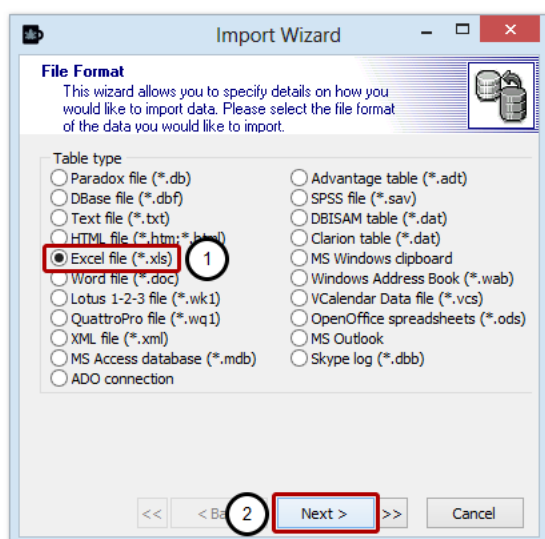 Import Wizard
File Format
This wizard allows you to specify details on how you
would like to import data. Please select the file format
of the data you would like to import.
Table type
Paradox file (*.db)
DBase file (*.dbf)
Text file (*.txt)
HTML file (*.htm;*.html)
Excel file (*.xls)
1
Word file (*.doc)
Lotus 1-2-3 file (*.wk1)
QuattroPro file (*.wq1)
XML file (*.xml)
MS Access database (*.mdb)
ADO connection
Advantage table (*.adt)
SPSS file (*.sav)
DBISAM table (*.dat)
Clarion table (*.dat)
MS Windows clipboard
Windows Address Book (*.wab)
VCalendar Data file (*.vcs)
OpenOffice spreadsheets (*.ods)
MS Outlook
Skype log (*.dbb)
<< < Ba 2 Next > >> Cancel